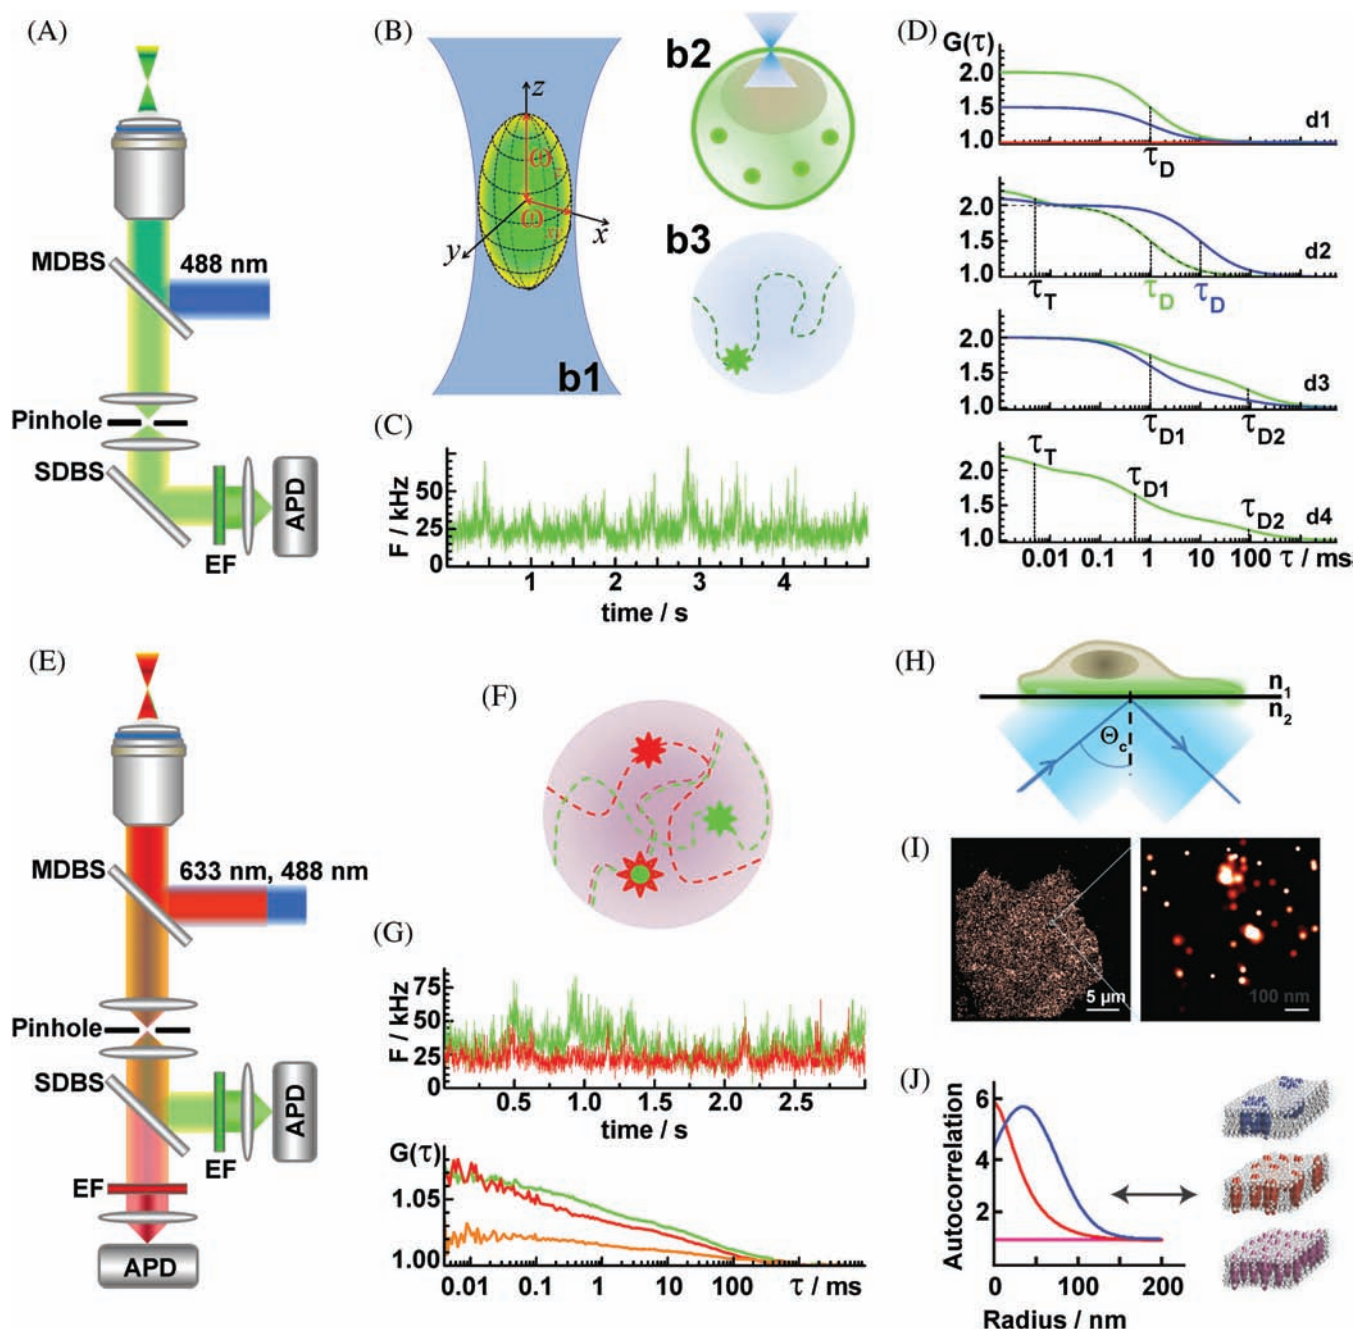 (A)
MDBS
488 nm
Pinhole
SDBS
EF
APD
(B)
z
ω
z
ω
xy
x
y
b1
b2
b3
(C)
F / kHz
50
25
0
1 2 3 4
time / s
(D)
G(τ)
2.0
1.5
1.0
d1
τD
2.0
1.5
1.0
d2
τT τD τD
2.0
1.5
1.0
d3
τD1 τD2
τT
τD1
τD2
2.0
1.5
1.0
d4
0.01 0.1 1 10 100 τ / ms
(E)
MDBS
633 nm, 488 nm
Pinhole
SDBS
EF
APD
EF
APD
(F)
(G)
F / kHz
75
50
25
0
0.5 1.0 1.5 2.0 2.5
time / s
G(τ)
1.05
1.00
0.01 0.1 1 10 100 τ / ms
(H)
n1
n2
Θc
(I)
5 µm
100 nm
(J)
Autocorrelation
6
4
2
0 100 200
Radius / nm